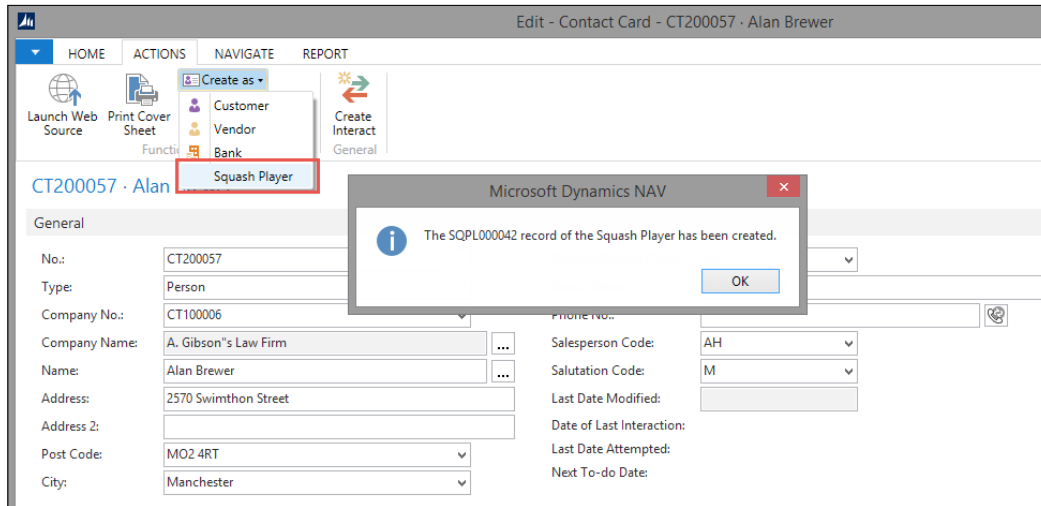 Edit - Contact Card - CT200057 · Alan Brewer
HOME ACTIONS NAVIGATE REPORT
Launch Web Source
Print Cover Sheet
Create as
Customer
Vendor
Bank
Squash Player
Create Interact
General
CT200057 · Alan
Microsoft Dynamics NAV
The SQPL000042 record of the Squash Player has been created.
OK
General
No.: CT200057
Type: Person
Company No.: CT100006
Company Name: A. Gibson"s Law Firm
Name: Alan Brewer
Address: 2570 Swimthon Street
Address 2:
Post Code: MO2 4RT
City: Manchester
Phone No.:
Salesperson Code: AH
Salutation Code: M
Last Date Modified:
Date of Last Interaction:
Last Date Attempted:
Next To-do Date: